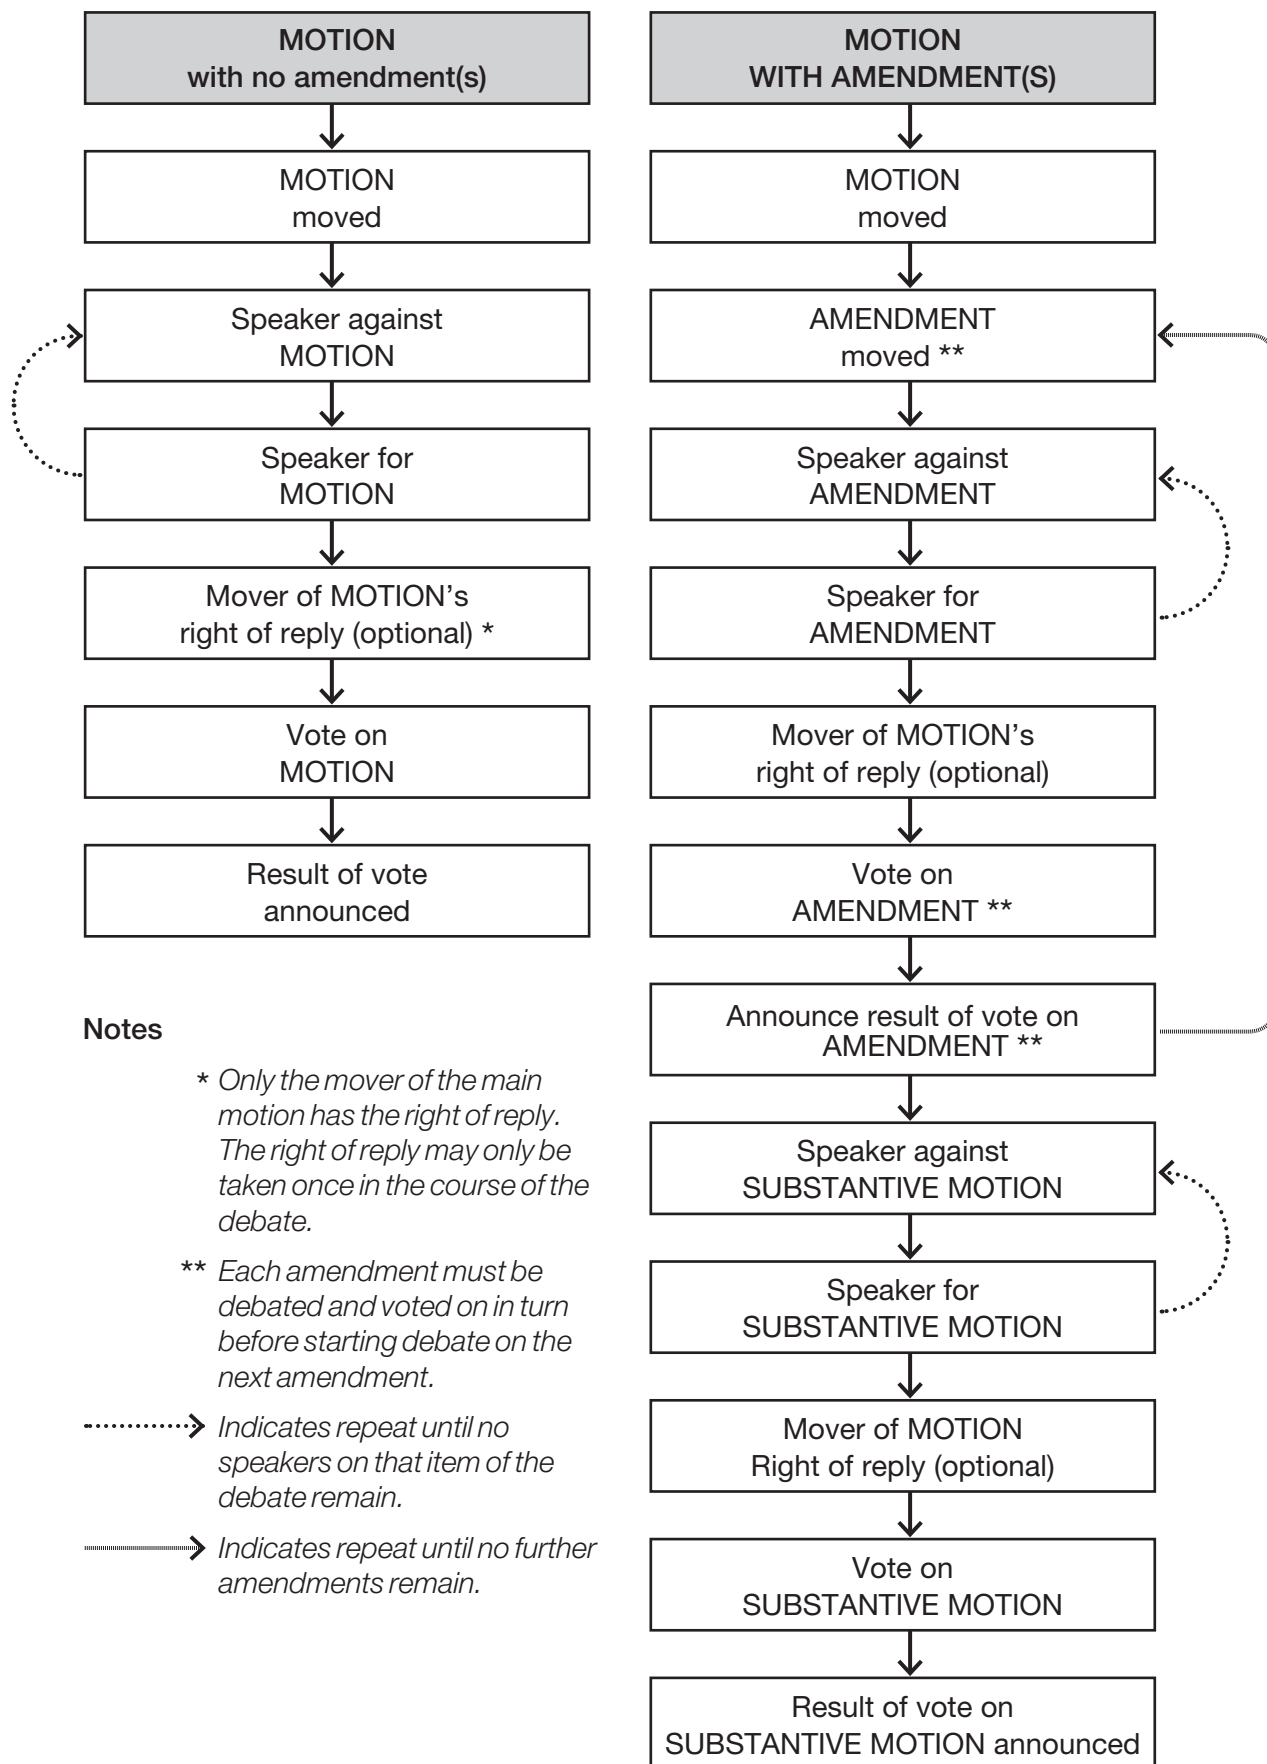 MOTION
with no amendment(s)
MOTION
moved
Speaker against
MOTION
Speaker for
MOTION
Mover of MOTION’s
right of reply (optional) *
Vote on
MOTION
Result of vote
announced
MOTION
WITH AMENDMENT(S)
MOTION
moved
AMENDMENT
moved **
Speaker against
AMENDMENT
Speaker for
AMENDMENT
Mover of MOTION’s
right of reply (optional)
Vote on
AMENDMENT **
Announce result of vote on
AMENDMENT **
Speaker against
SUBSTANTIVE MOTION
Speaker for
SUBSTANTIVE MOTION
Mover of MOTION
Right of reply (optional)
Vote on
SUBSTANTIVE MOTION
Result of vote on
SUBSTANTIVE MOTION announced
Notes
* Only the mover of the main
motion has the right of reply.
The right of reply may only be
taken once in the course of the
debate.
** Each amendment must be
debated and voted on in turn
before starting debate on the
next amendment.
Indicates repeat until no
speakers on that item of the
debate remain.
Indicates repeat until no further
amendments remain.